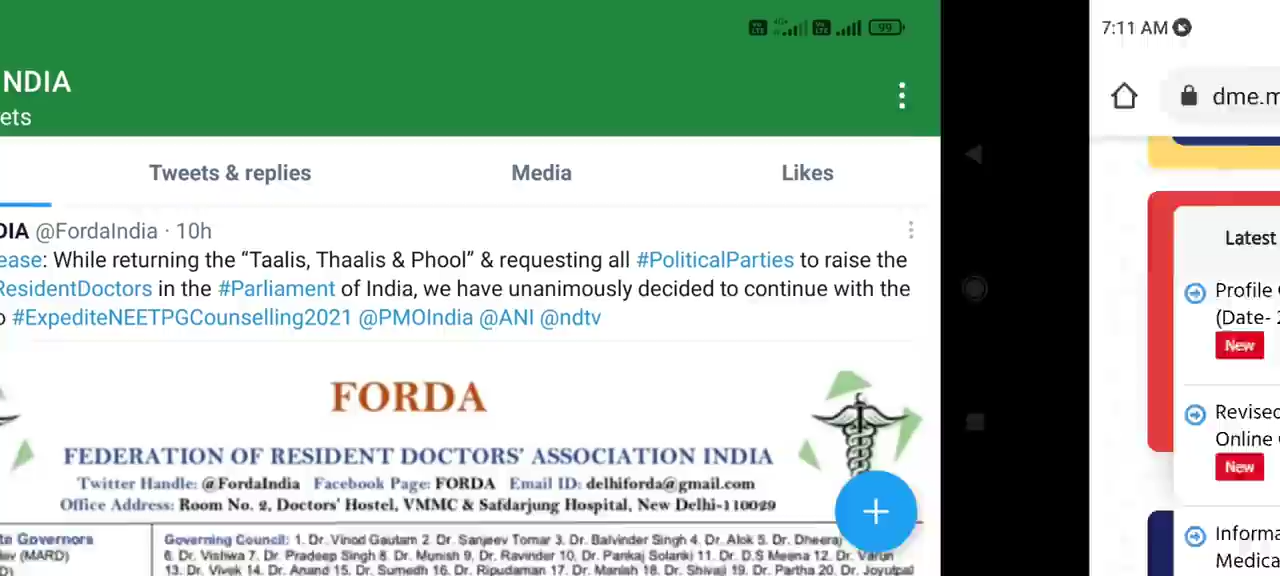 99
NDIA
ets
Tweets & replies
Media
Likes
DIA @FordaIndia · 10h
ease: While returning the “Taalis, Thaalis & Phool” & requesting all #PoliticalParties to raise the
ResidentDoctors in the #Parliament of India, we have unanimously decided to continue with the
o #ExpediteNEETPGCounselling2021 @PMOIndia @ANI @ndtv
FORDA
FEDERATION OF RESIDENT DOCTORS' ASSOCIATION INDIA
Twitter Handle: @FordaIndia Facebook Page: FORDA Email ID: delhiforda@gmail.com
Office Address: Room No. 2, Doctors' Hostel, VMMC & Safdarjung Hospital, New Delhi-110029
Governors
(MARD)
Governing Council: 1. Dr. Vinod Gautam 2. Dr. Sanjeev Tomar 3. Dr. Balvinder Singh 4. Dr. Alok 5. Dr. Dheeraj
6. Dr. Vishwa 7. Dr. Pradeep Singh 8. Dr. Munish 9. Dr. Ravinder 10. Dr. Pankaj Solanki 11. Dr. D.S Meena 12. Dr. Varun
13. Dr. Vivek 14. Dr. Anand 15. Dr. Sumedh 16. Dr. Ripudaman 17. Dr. Manish 18. Dr. Shivaji 19. Dr. Partha 20. Dr. Joyutpal
7:11 AM
dme.m
Latest
Profile
(Date- 2
New
Revised
Online
New
Informa
Medica